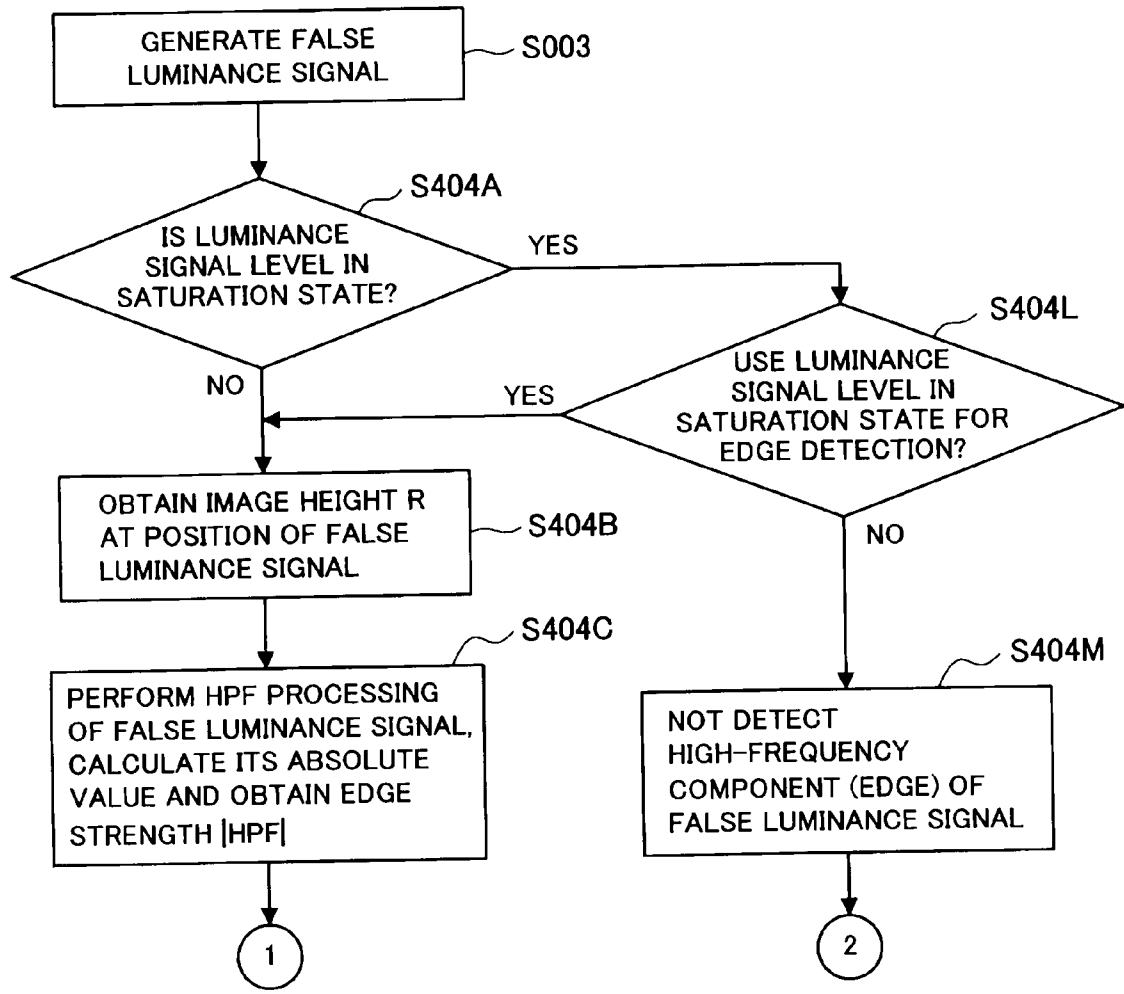 GENERATE FALSE
LUMINANCE SIGNAL
S003
S404A
IS LUMINANCE
SIGNAL LEVEL IN
SATURATION STATE?
YES
NO
S404L
USE LUMINANCE
SIGNAL LEVEL IN
SATURATION STATE FOR
EDGE DETECTION?
YES
NO
OBTAIN IMAGE HEIGHT R
AT POSITION OF FALSE
LUMINANCE SIGNAL
S404B
S404C
PERFORM HPF PROCESSING
OF FALSE LUMINANCE SIGNAL,
CALCULATE ITS ABSOLUTE
VALUE AND OBTAIN EDGE
STRENGTH |HPF|
S404M
NOT DETECT
HIGH-FREQUENCY
COMPONENT (EDGE) OF
FALSE LUMINANCE SIGNAL
1
2